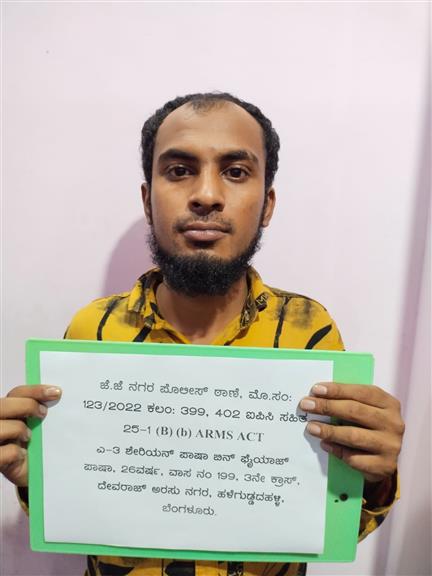 ಜೆ.ಜೆ ನಗರ ಪೊಲೀಸ್ ಠಾಣೆ, ಮೊ.ಸಂ:
123/2022 ಕಲಂ: 399, 402 ಐಪಿಸಿ ಸಹಿತ
25-1 (B) (b) ARMS ACT
ಎ-3 ಶೇರಿಯನ್ ಪಾಷಾ ಬಿನ್ ಫೈಯಾಜ್
ಪಾಷಾ, 26ವರ್ಷ, ವಾಸ ನಂ 199, 3ನೇ ಕ್ರಾಸ್,
ದೇವರಾಜ್ ಅರಸು ನಗರ, ಹಳೆಗುಡ್ಡದಹಳ್ಳಿ,
ಬೆಂಗಳೂರು.